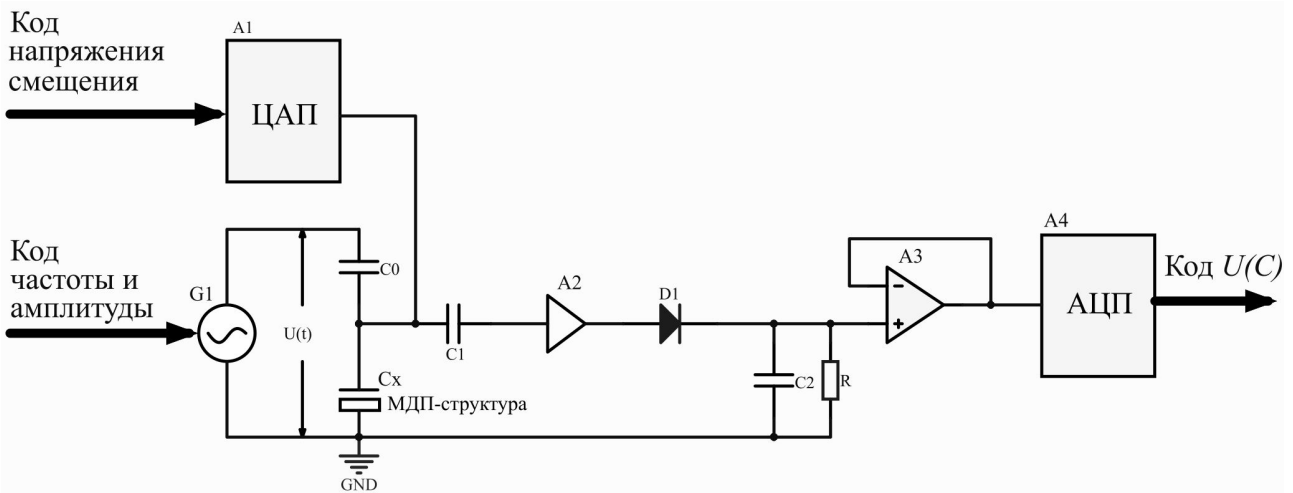 Код
напряжения
смещения
A1
ЦАП
Код
частоты и
амплитуды
G1
U(t)
C0
Cx
МДП-структура
GND
C1
A2
D1
C2
R
A3
-
+
A4
АЦП
Код U(C)